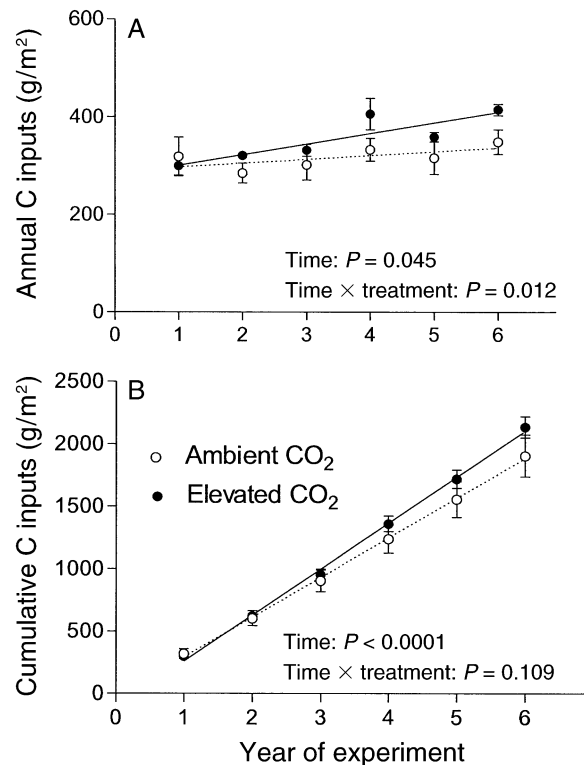 A
600
400
200
0
Annual C inputs (g/m²)
Time: P = 0.045
Time × treatment: P = 0.012
0 1 2 3 4 5 6
B
2500
2000
1500
1000
500
0
Cumulative C inputs (g/m²)
Ambient CO₂
Elevated CO₂
Time: P < 0.0001
Time × treatment: P = 0.109
0 1 2 3 4 5 6
Year of experiment